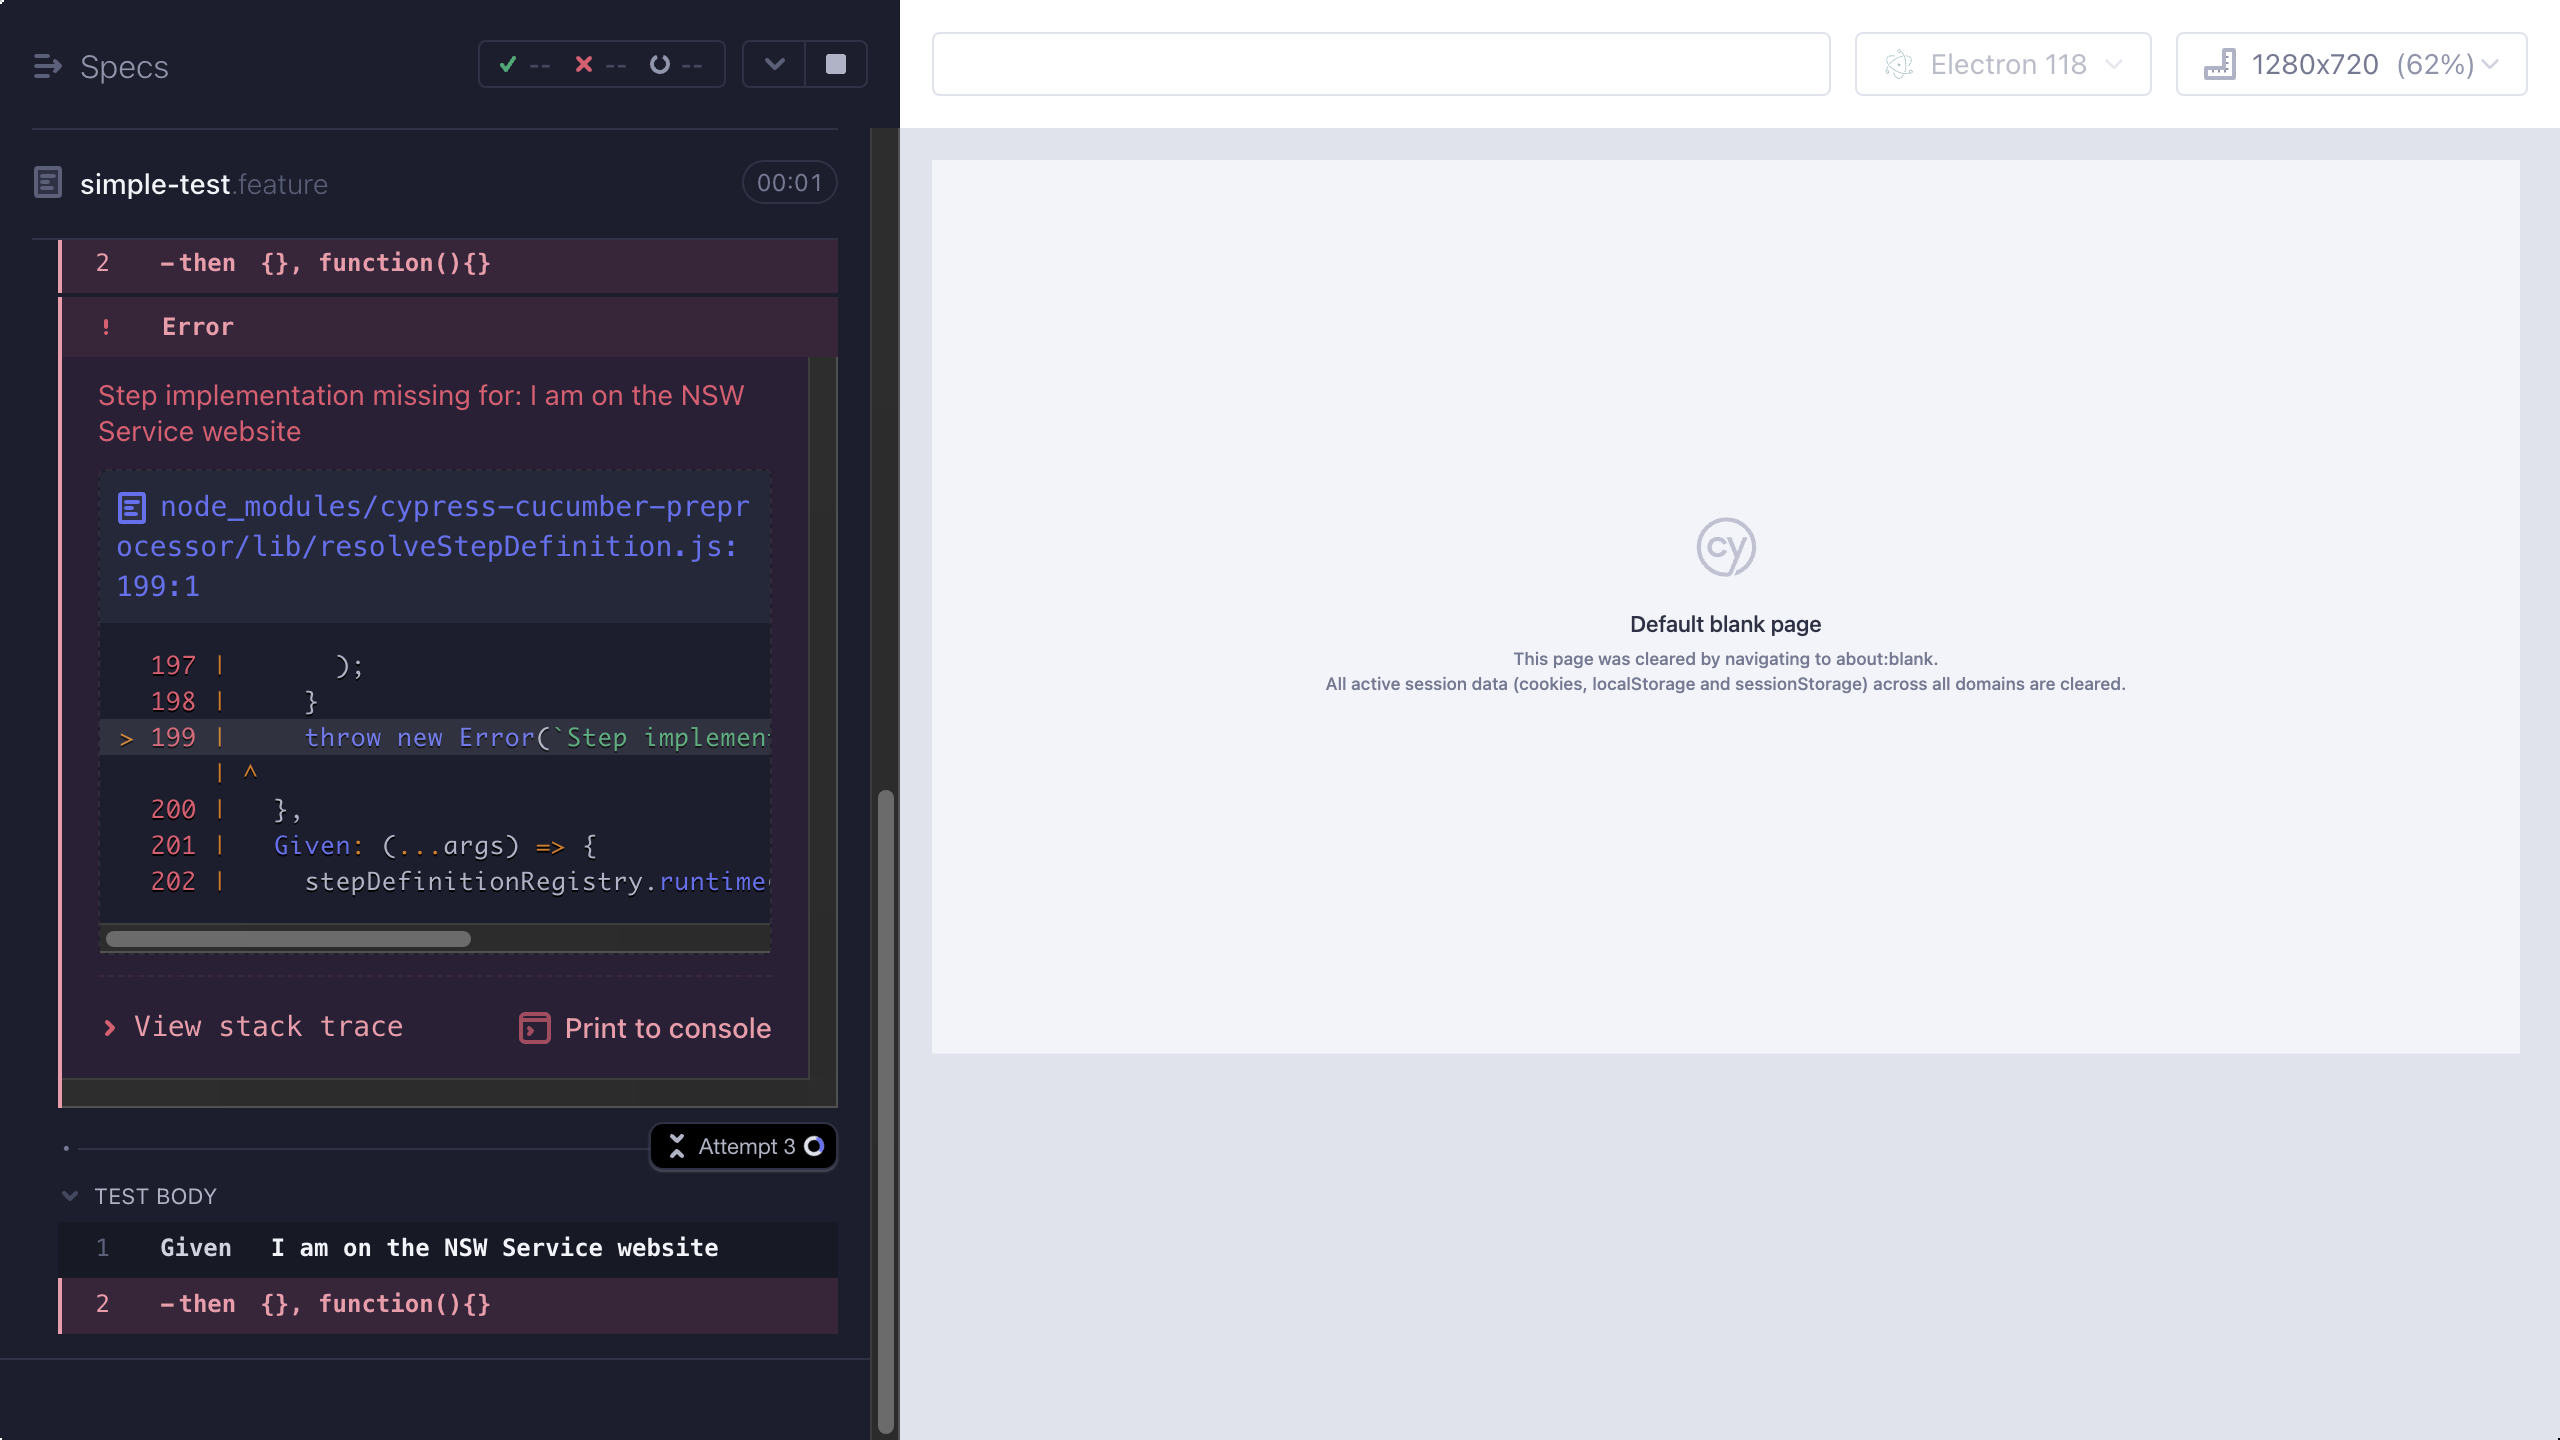 Specs
-- -- --
simple-test.feature
00:01
2 -then {}, function(){}
! Error
Step implementation missing for: I am on the NSW
Service website
node_modules/cypress-cucumber-prepr
ocessor/lib/resolveStepDefinition.js:
199:1
197 | );
198 | }
> 199 | throw new Error(`Step implement
| ^
200 | },
201 | Given: (...args) => {
202 | stepDefinitionRegistry.runtime(
> View stack trace
Print to console
Attempt 3
TEST BODY
1 Given I am on the NSW Service website
2 -then {}, function(){}
Electron 118
1280x720 (62%)
cy
Default blank page
This page was cleared by navigating to about:blank.
All active session data (cookies, localStorage and sessionStorage) across all domains are cleared.